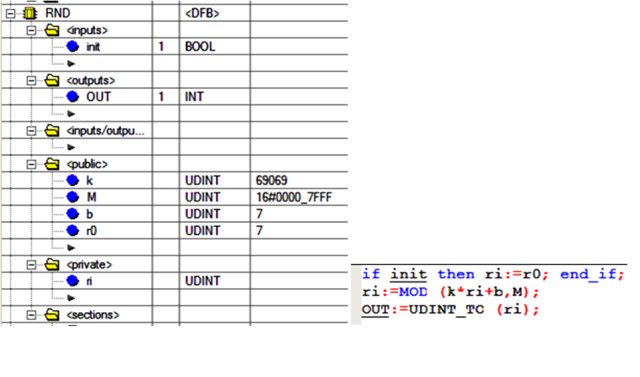 RND <DFB>
<inputs>
init 1 BOOL
<outputs>
OUT 1 INT
<inputs/outpu...
<public>
k UDINT 69069
M UDINT 16#0000_7FFF
b UDINT 7
r0 UDINT 7
<private>
ri UDINT
<sections>
if init then ri:=r0; end_if;
ri:=MOD (k*ri+b,M);
OUT:=UDINT_TO (ri);